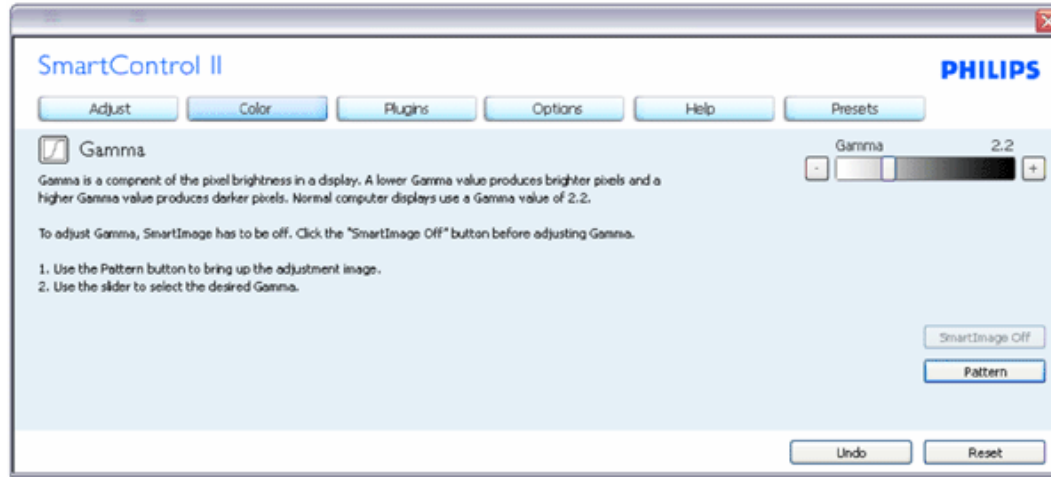 SmartControl II
PHILIPS
Adjust
Color
Plugins
Options
Help
Presets
Gamma
Gamma 2.2
- +
Gamma is a compnent of the pixel brightness in a display. A lower Gamma value produces brighter pixels and a
higher Gamma value produces darker pixels. Normal computer displays use a Gamma value of 2.2.
To adjust Gamma, SmartImage has to be off. Click the "SmartImage Off" button before adjusting Gamma.
1. Use the Pattern button to bring up the adjustment image.
2. Use the slider to select the desired Gamma.
SmartImage Off
Pattern
Undo
Reset